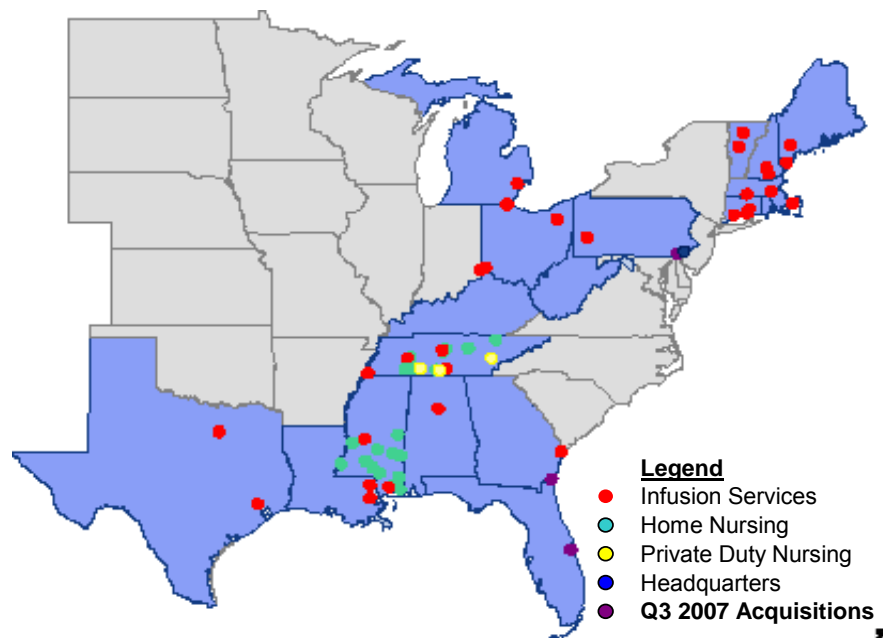 Legend
Infusion Services
Home Nursing
Private Duty Nursing
Headquarters
Q3 2007 Acquisitions